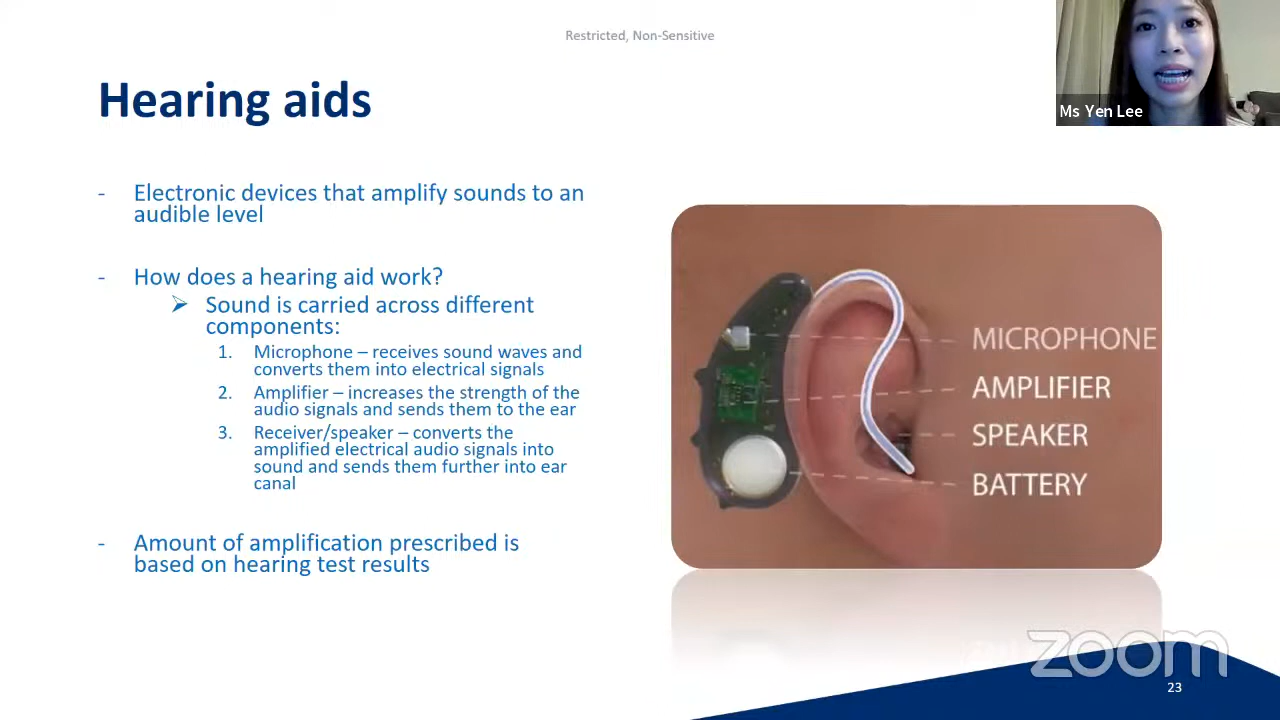 Restricted, Non-Sensitive
Ms Yen Lee
Hearing aids
- Electronic devices that amplify sounds to an
audible level
- How does a hearing aid work?
➢ Sound is carried across different
components:
1. Microphone – receives sound waves and
converts them into electrical signals
2. Amplifier – increases the strength of the
audio signals and sends them to the ear
3. Receiver/speaker – converts the
amplified electrical audio signals into
sound and sends them further into ear
canal
- Amount of amplification prescribed is
based on hearing test results
MICROPHONE
AMPLIFIER
SPEAKER
BATTERY
zoom
23